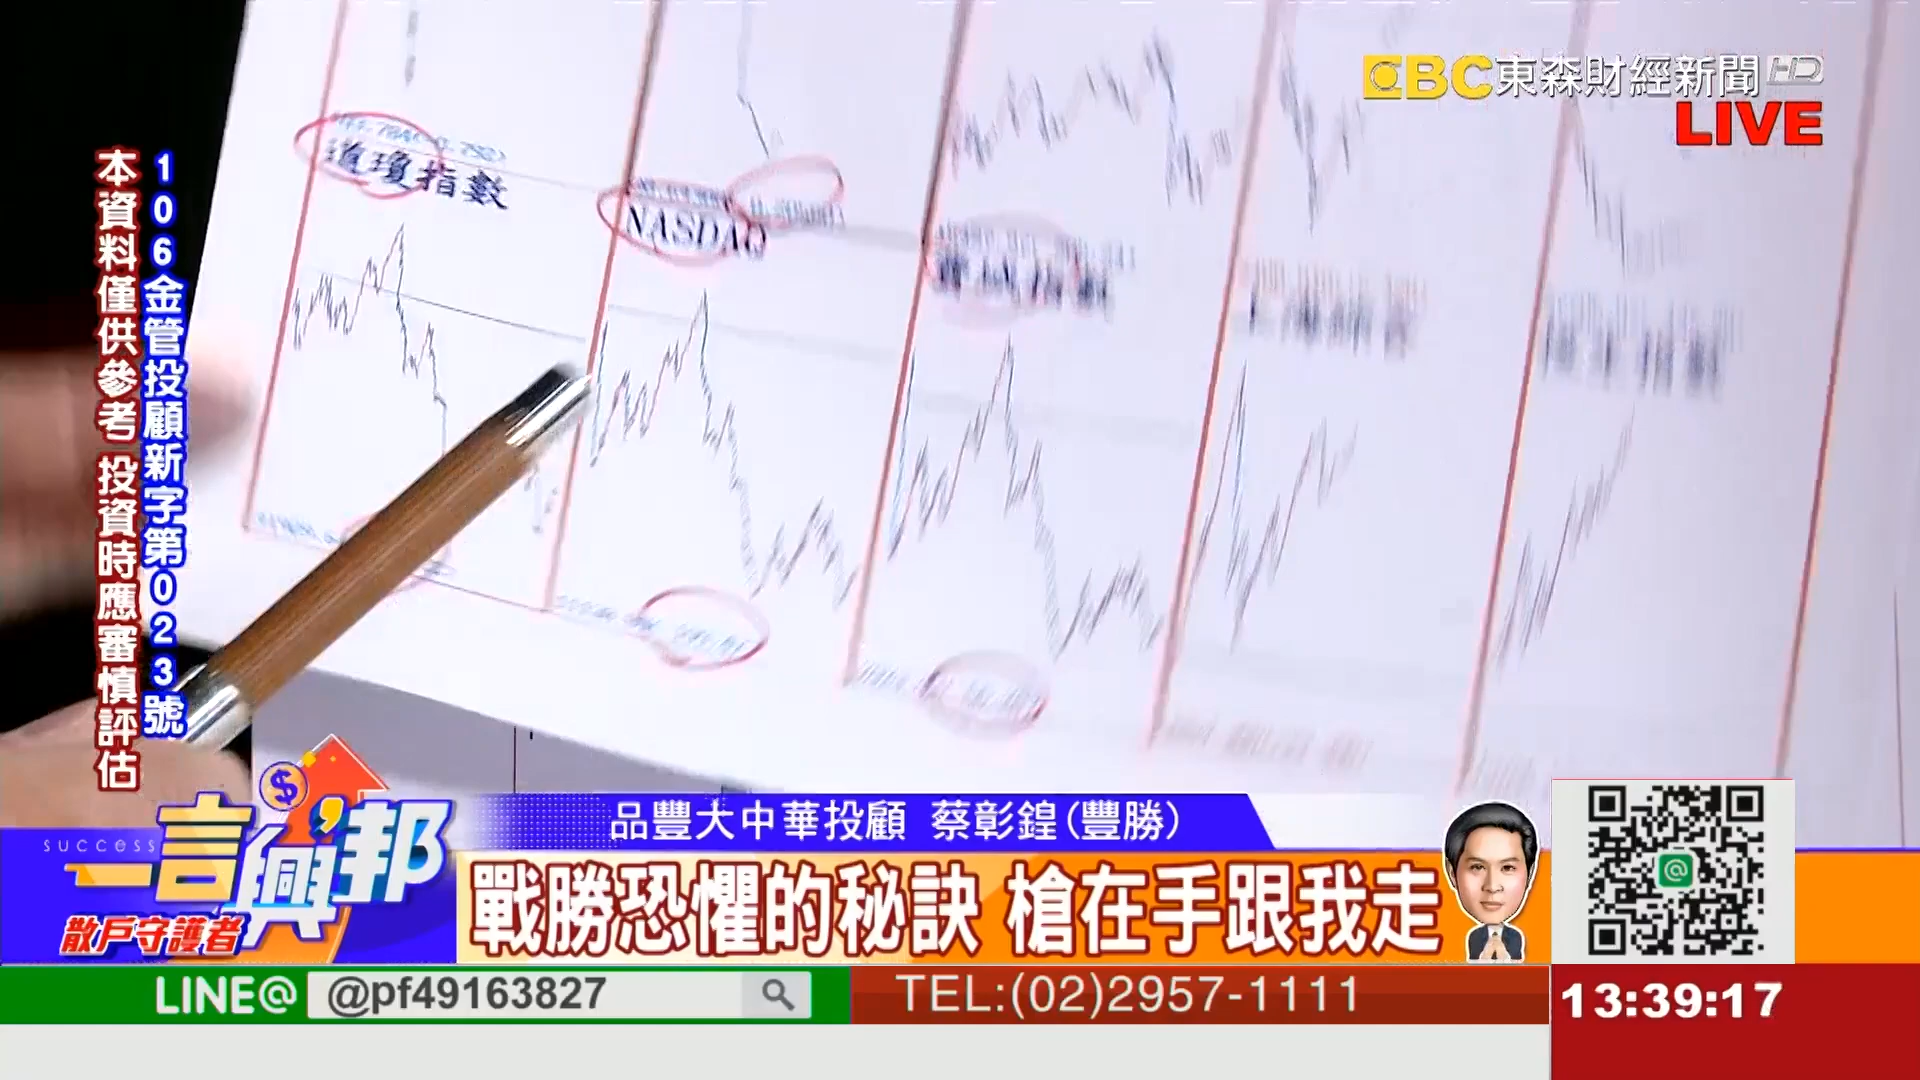 EBC東森財經新聞HD
LIVE
106金管投顧新字第023號
本資料僅供參考 投資時應審慎評估
道瓊指數
NASDAQ
品豐大中華投顧 蔡彰鍠(豐勝)
success
一言興邦
散戶守護者
戰勝恐懼的秘訣 槍在手跟我走
LINE@ @pf49163827
TEL:(02)2957-1111
13:39:17